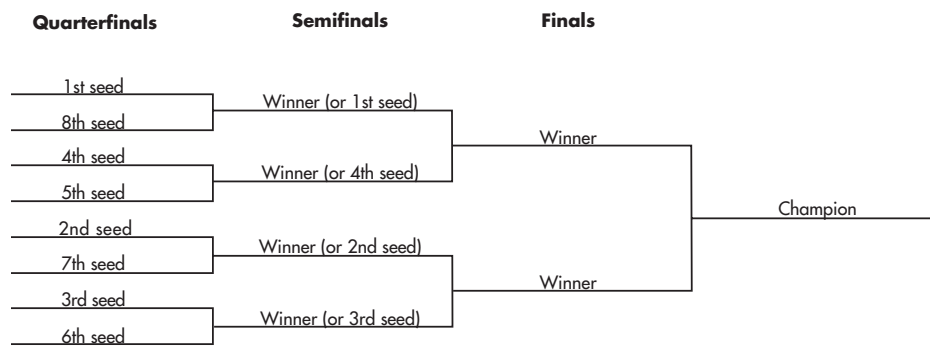 Quarterfinals Semifinals Finals
1st seed
8th seed
4th seed
5th seed
2nd seed
7th seed
3rd seed
6th seed
Winner (or 1st seed)
Winner (or 4th seed)
Winner (or 2nd seed)
Winner (or 3rd seed)
Winner
Winner
Champion